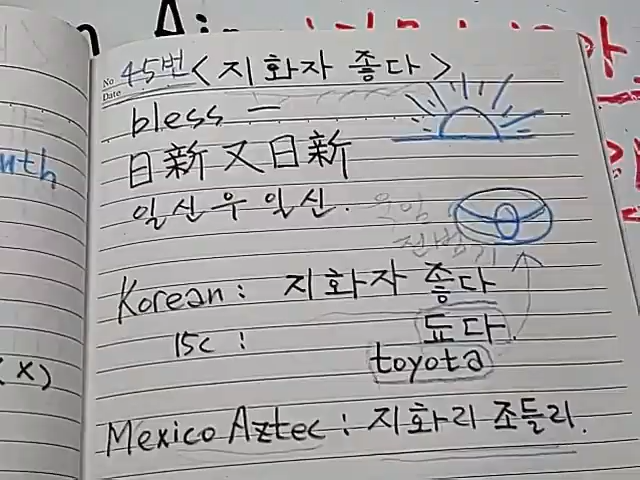 No 45번 <지화자 좋다>
Date
bless –
日新又日新
일신우 일신.
Korean : 지화자 좋다
15c : 됴다.
toyota
Mexico Aztec : 지화리 조들리.
uth
(x)